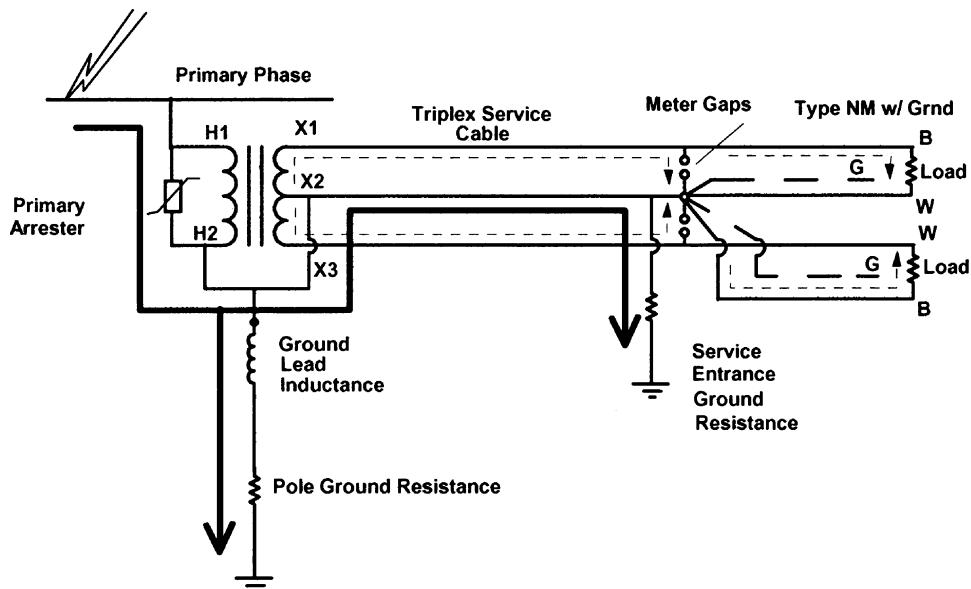 Primary Phase
H1
X1
Triplex Service
Cable
Meter Gaps
Type NM w/ Grnd
B
G
Load
W
Primary
Arrester
X2
H2
X3
W
G
Load
B
Ground
Lead
Inductance
Service
Entrance
Ground
Resistance
Pole Ground Resistance